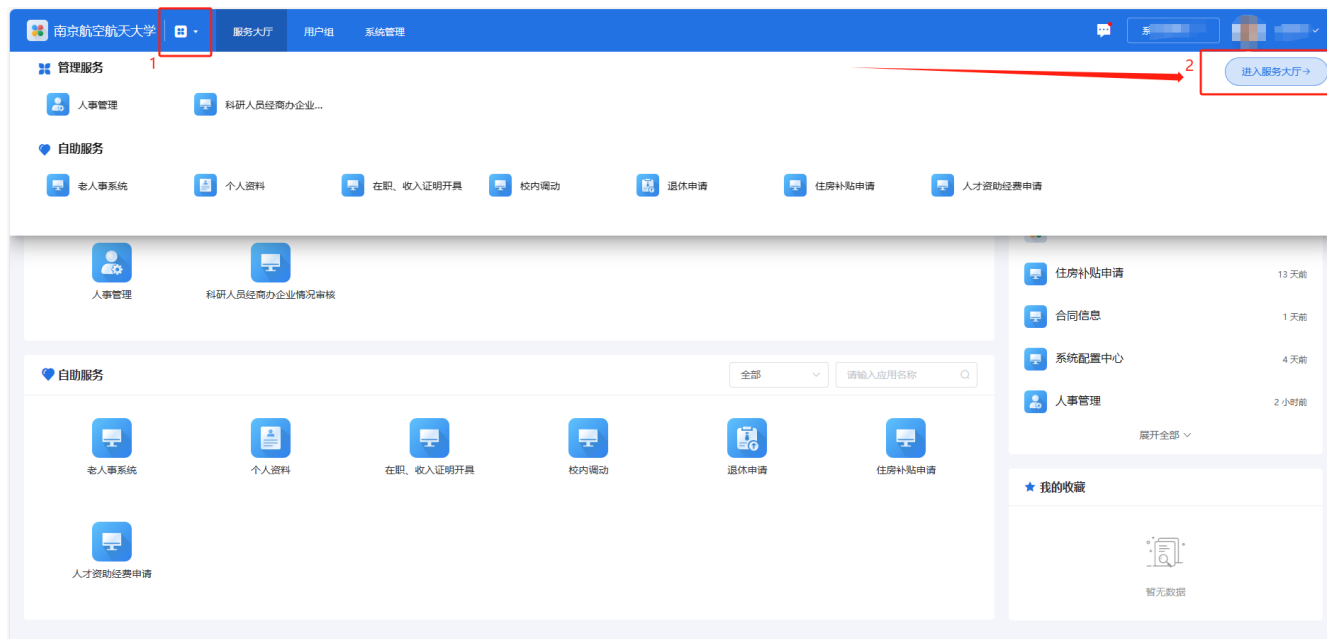 南京航空航天大学 服务大厅 用户组 系统管理
管理服务
1
2
进入服务大厅→
人事管理 科研人员经商办企业...
自助服务
老人事系统 个人资料 在职、收入证明开具 校内调动 退休申请 住房补贴申请 人才资助经费申请
人事管理 科研人员经商办企业情况审核
住房补贴申请 13 天前
合同信息 1 天前
系统配置中心 4 天前
人事管理 2 小时前
展开全部
自助服务 全部 请输入应用名称
老人事系统 个人资料 在职、收入证明开具 校内调动 退休申请 住房补贴申请
人才资助经费申请
我的收藏
暂无数据